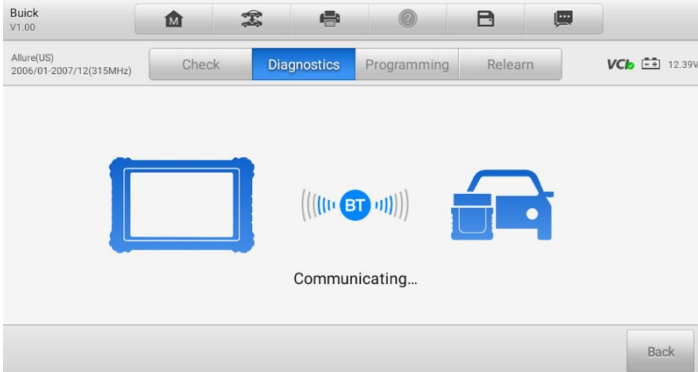 Buick
V1.00
M
?
Allure(US)
2006/01-2007/12(315MHz)
Check
Diagnostics
Programming
Relearn
VCI
12.39V
BT
Communicating...
Back